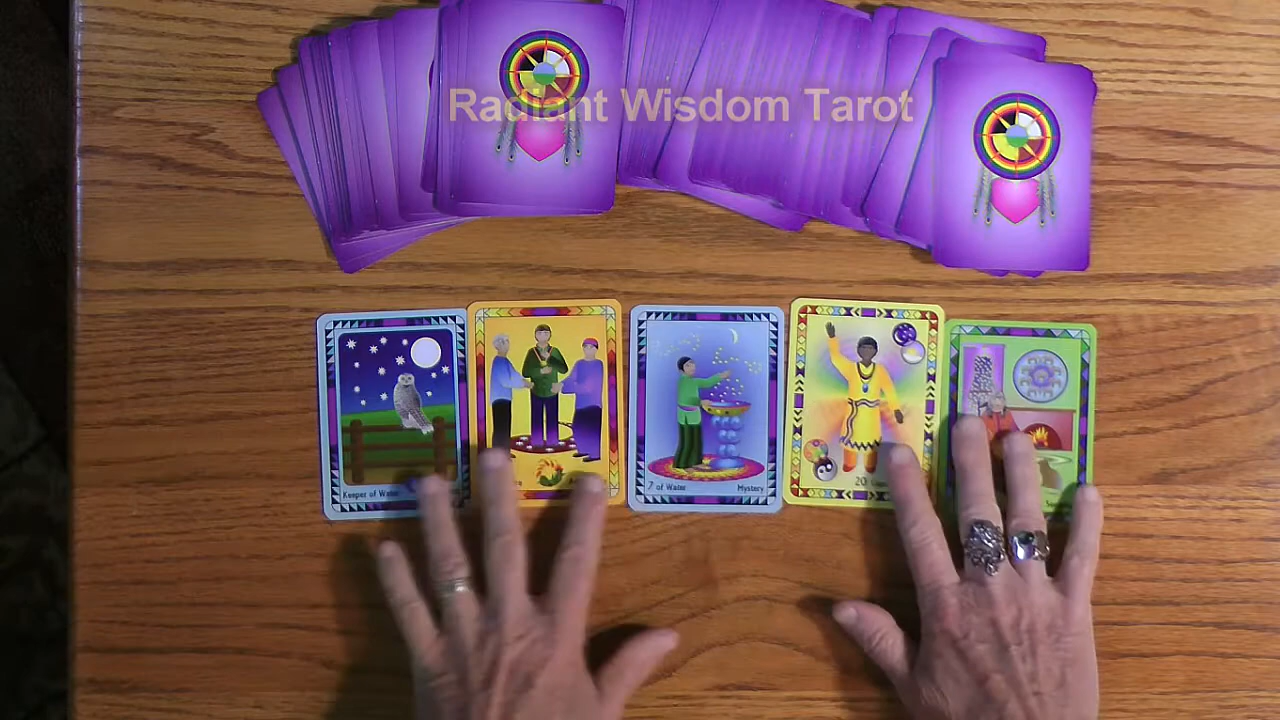 Radiant Wisdom Tarot
Keeper of Water
7 of Water
Mystery
20